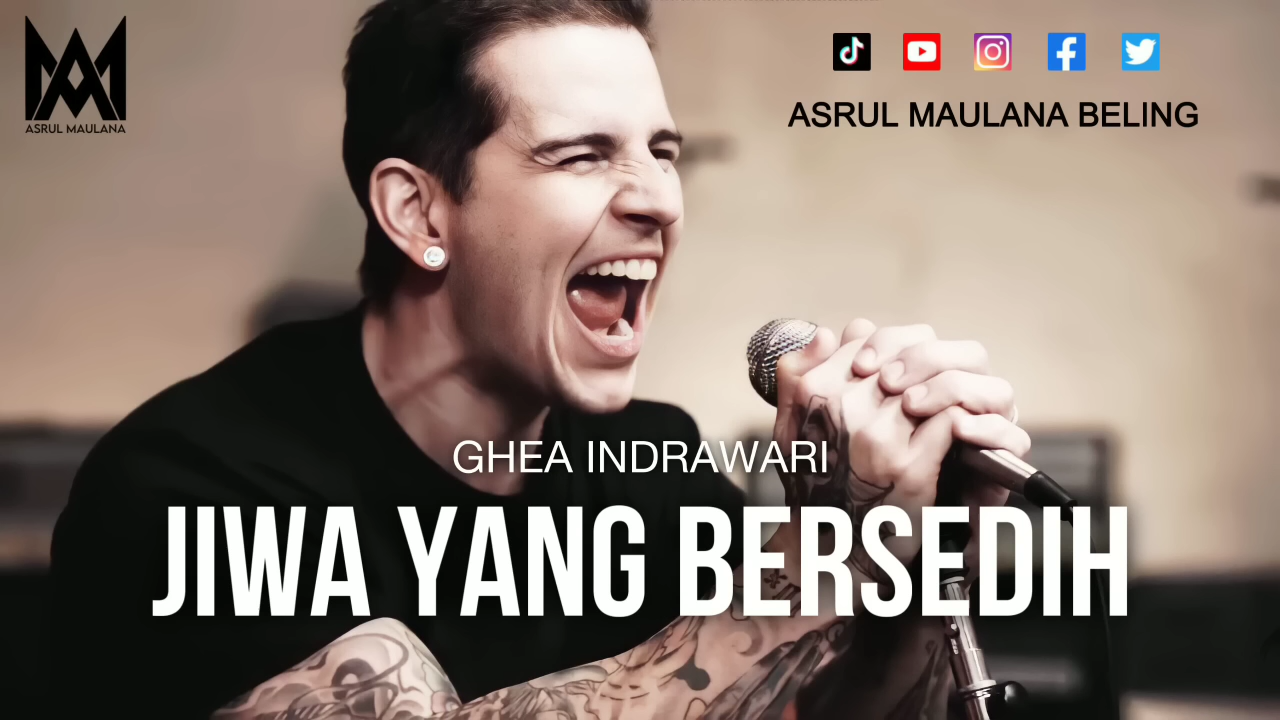 ASRUL MAULANA
ASRUL MAULANA BELING
GHEA INDRAWARI
JIWA YANG BERSEDIH